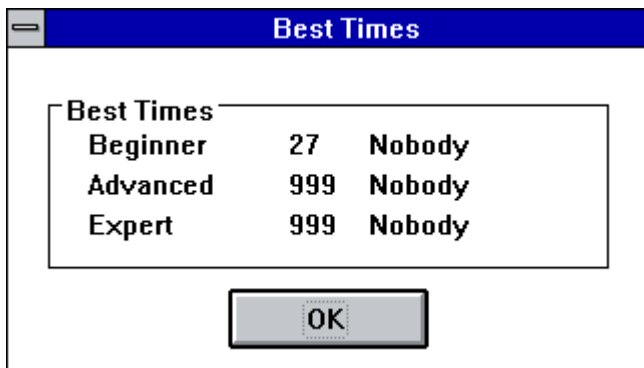 Best Times
Best Times
Beginner 27 Nobody
Advanced 999 Nobody
Expert 999 Nobody
OK